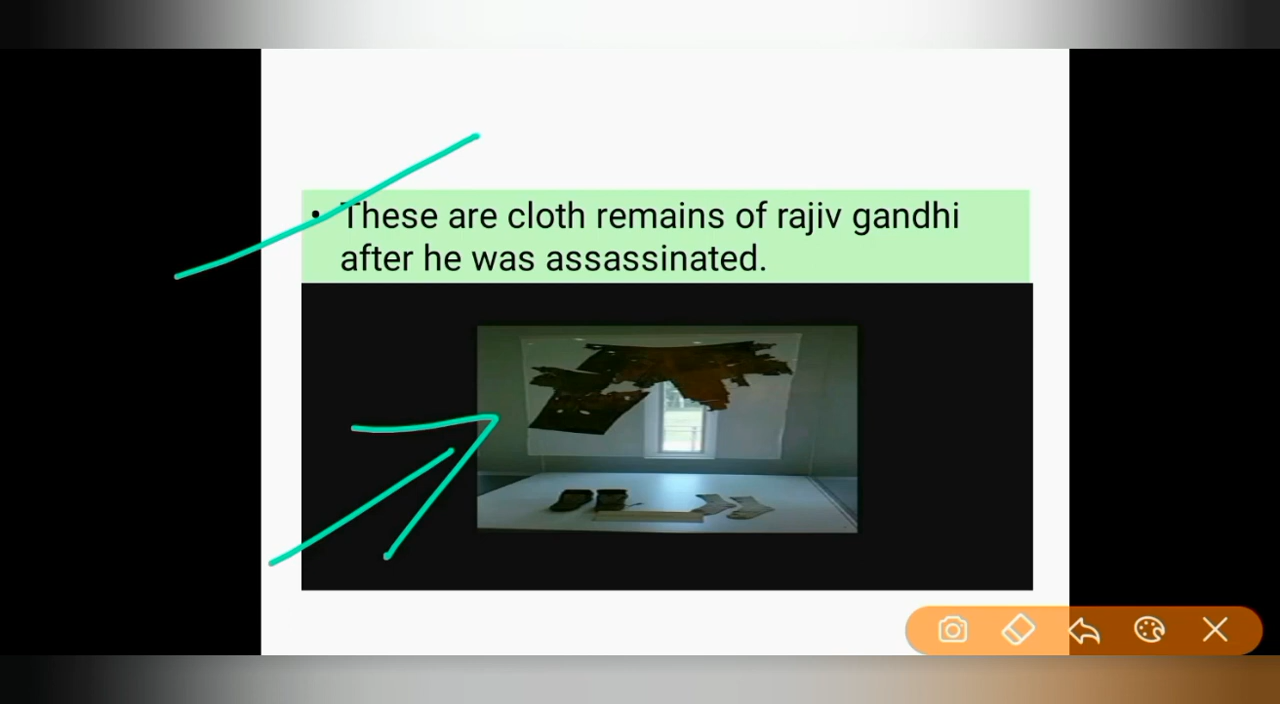 • These are cloth remains of rajiv gandhi
after he was assassinated.